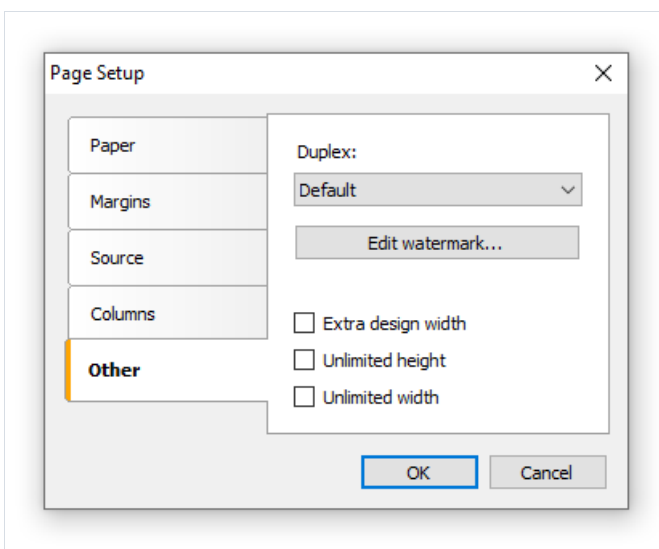 Page Setup
Paper
Margins
Source
Columns
Other
Duplex:
Default
Edit watermark...
Extra design width
Unlimited height
Unlimited width
OK
Cancel